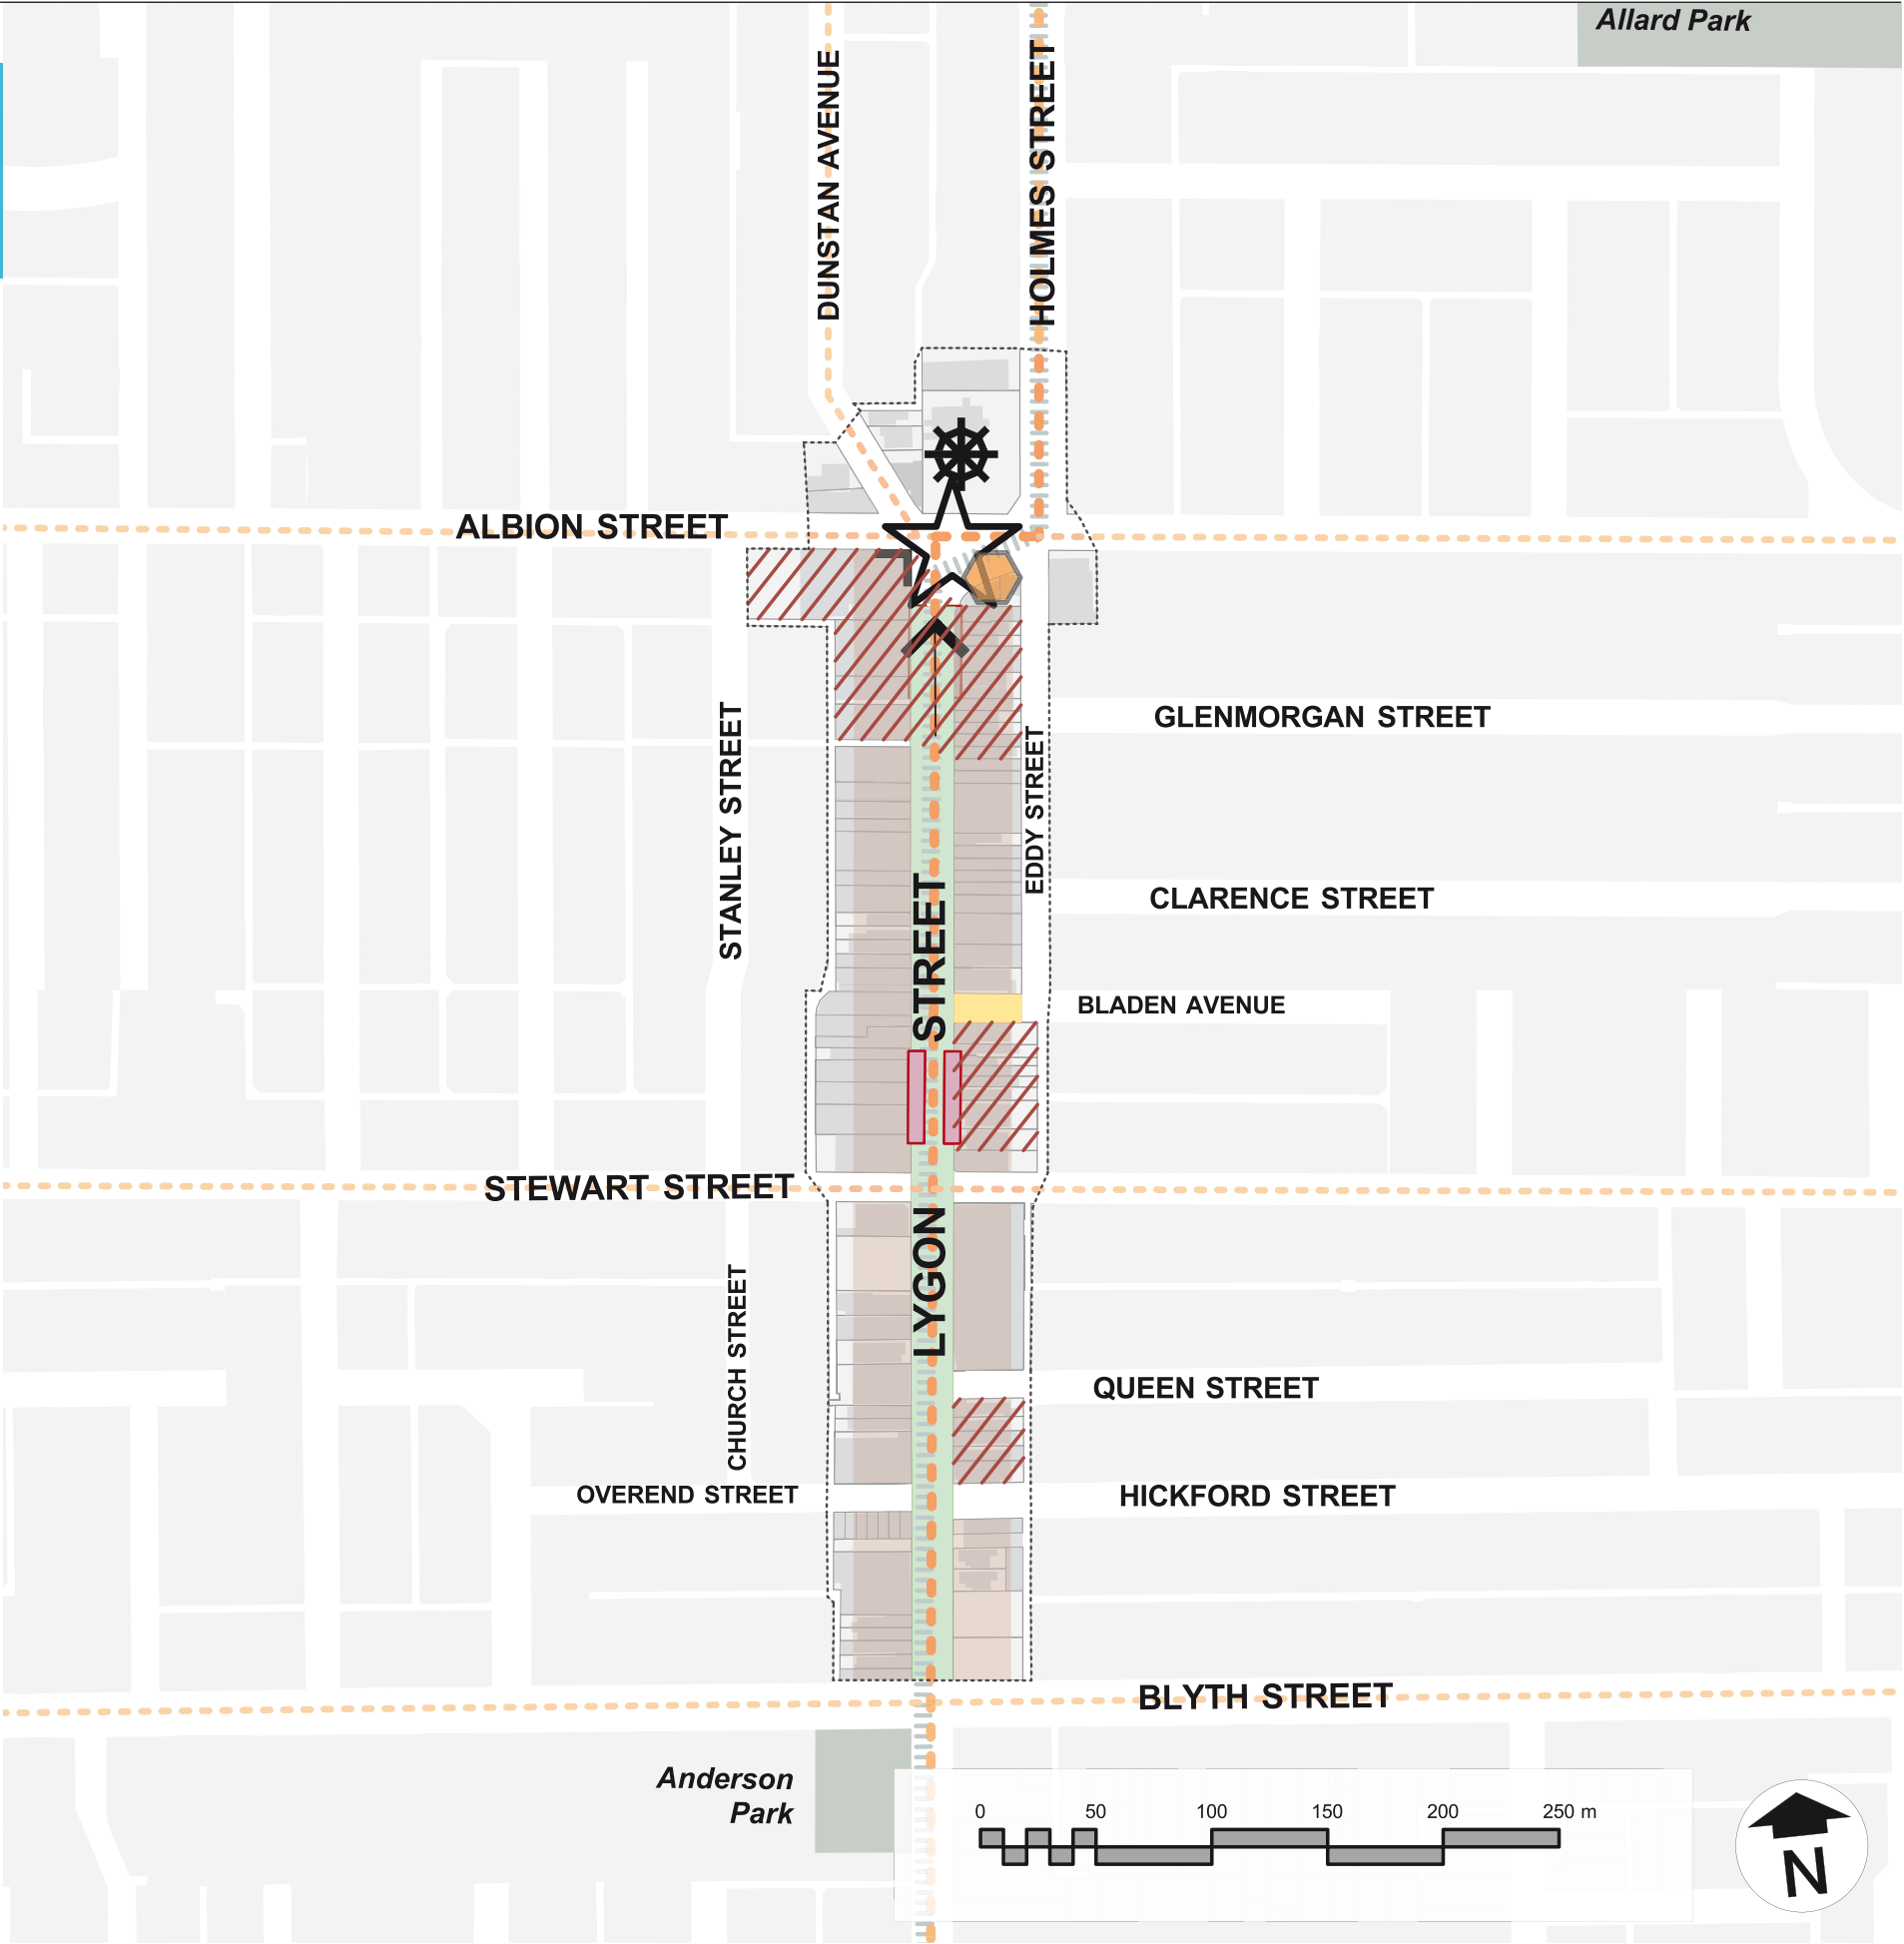 Allard Park
DUNSTAN AVENUE
HOLMES STREET
ALBION STREET
GLENMORGAN STREET
STANLEY STREET
EDDY STREET
CLARENCE STREET
BLADEN AVENUE
LYGON STREET
STEWART STREET
CHURCH STREET
QUEEN STREET
OVEREND STREET
HICKFORD STREET
BLYTH STREET
Anderson
Park
0 50 100 150 200 250 m
N